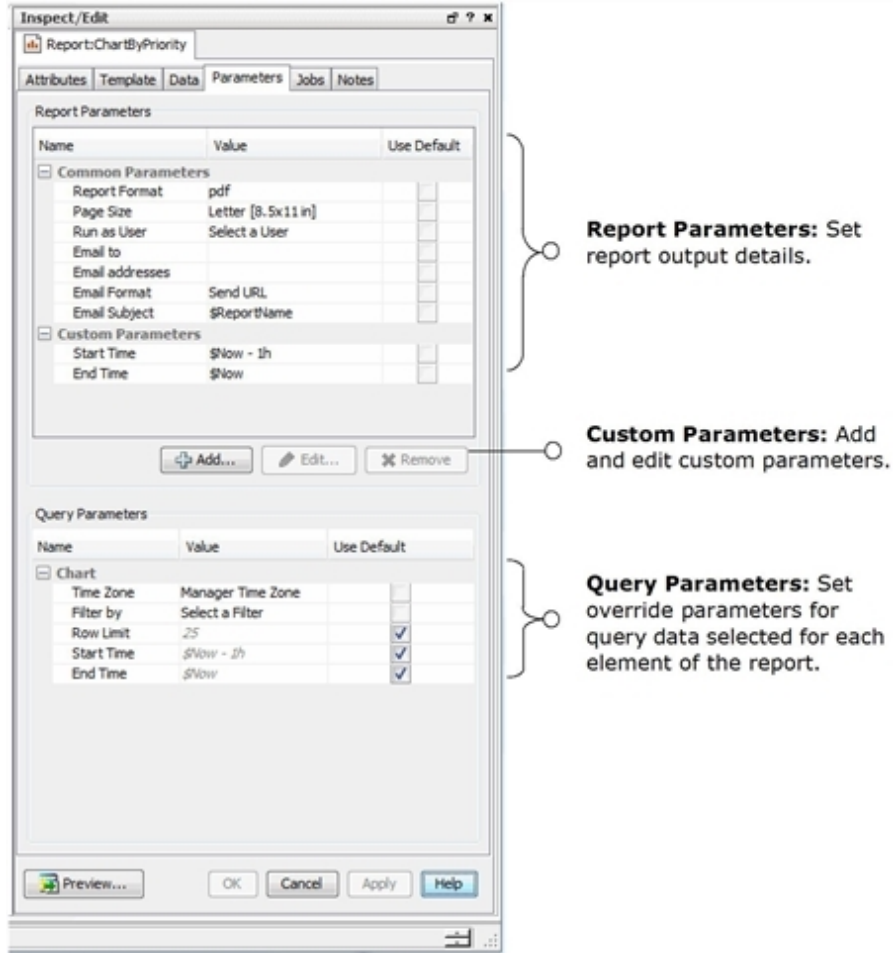 Inspect/Edit
Report:ChartByPriority
Attributes Template Data Parameters Jobs Notes
Report Parameters
Name Value Use Default
Common Parameters
Report Format pdf
Page Size Letter [8.5x11 in]
Run as User Select a User
Email to
Email addresses
Email Format Send URL
Email Subject $ReportName
Custom Parameters
Start Time $Now - 1h
End Time $Now
Add... Edit... Remove
Query Parameters
Name Value Use Default
Chart
Time Zone Manager Time Zone
Filter by Select a Filter
Row Limit 25
Start Time $Now - 1h
End Time $Now
Preview... OK Cancel Apply Help
Report Parameters: Set
report output details.
Custom Parameters: Add
and edit custom parameters.
Query Parameters: Set
override parameters for
query data selected for each
element of the report.